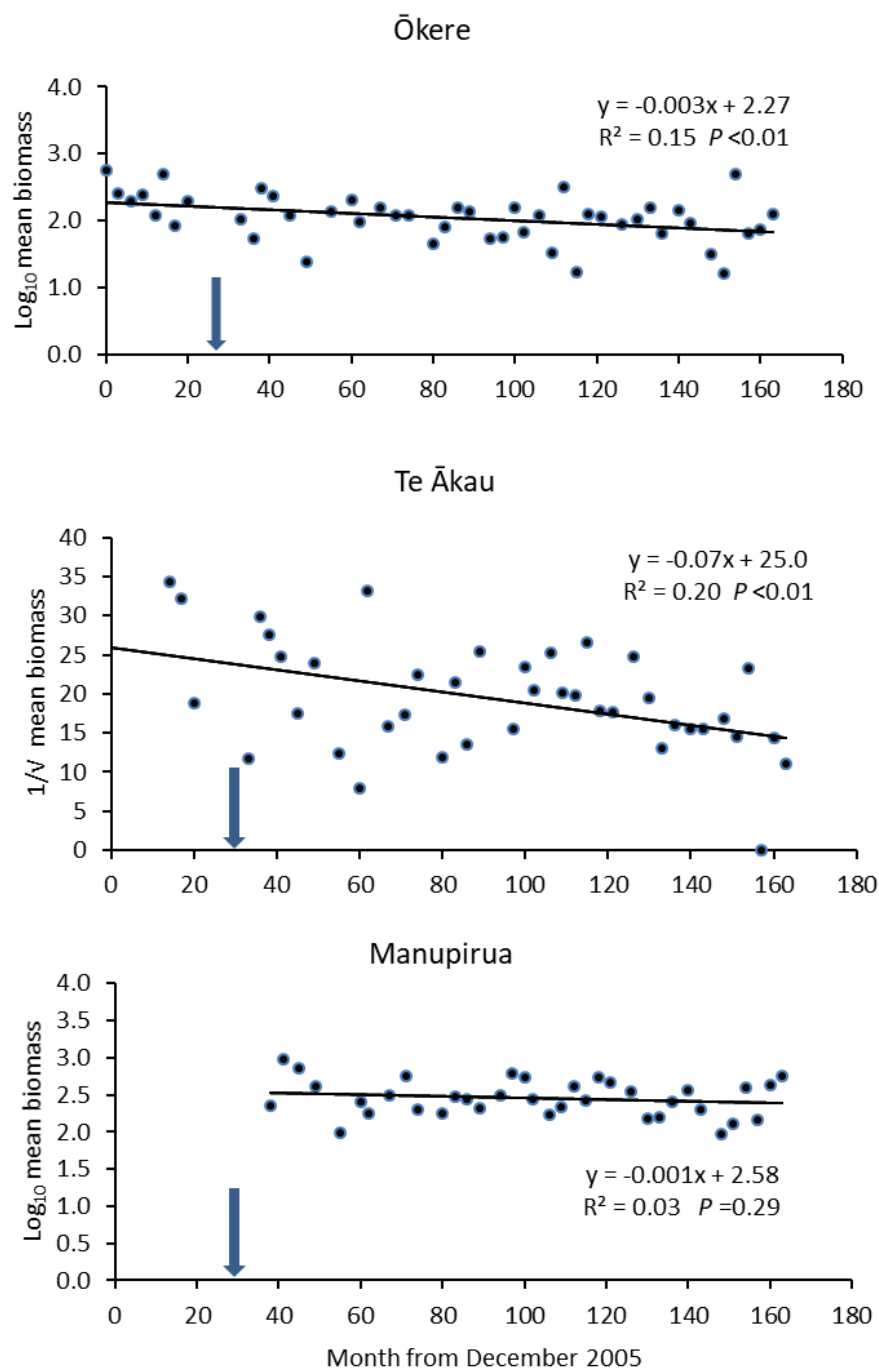 Ōkere
Log₁₀ mean biomass
4.0
3.0
2.0
1.0
0.0
y = -0.003x + 2.27
R² = 0.15 P <0.01
0 20 40 60 80 100 120 140 160 180
Te Ākau
1/√ mean biomass
40
35
30
25
20
15
10
5
0
y = -0.07x + 25.0
R² = 0.20 P <0.01
0 20 40 60 80 100 120 140 160 180
Manupirua
Log₁₀ mean biomass
4.0
3.5
3.0
2.5
2.0
1.5
1.0
0.5
0.0
y = -0.001x + 2.58
R² = 0.03 P =0.29
0 20 40 60 80 100 120 140 160 180
Month from December 2005